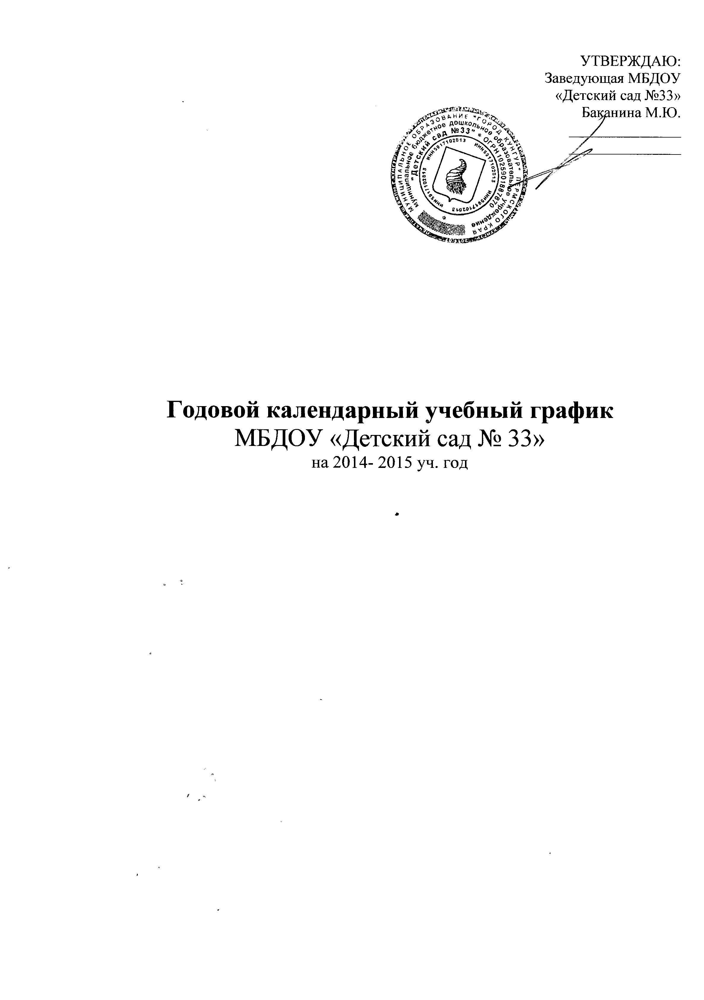 УТВЕРЖДАЮ:
Заведующая МБДОУ
«Детский сад №33»
Баканина М.Ю.
МУНИЦИПАЛЬНОЕ ОБРАЗОВАНИЕ "ГОРОД КУНГУР" ПЕРМСКОГО КРАЯ
муниципальное бюджетное дошкольное образовательное учреждение
"Детский сад №33" * ОГРН1025901887670
ИНН5917102813 ИНН5917102813 ИНН5917102813 ИНН5917102813
Годовой календарный учебный график
МБДОУ «Детский сад № 33»
на 2014- 2015 уч. год